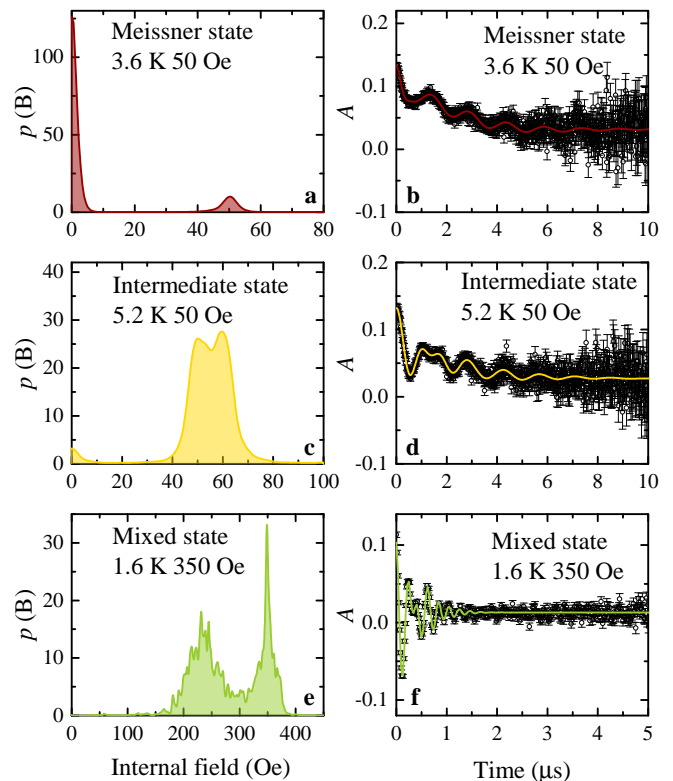 Meissner state
3.6 K 50 Oe
p (B)
0
50
100
0
20
40
60
80
a
Meissner state
3.6 K 50 Oe
A
-0.1
0.0
0.1
0.2
0
2
4
6
8
10
b
Intermediate state
5.2 K 50 Oe
p (B)
0
10
20
30
40
0
20
40
60
80
100
c
Intermediate state
5.2 K 50 Oe
A
-0.1
0.0
0.1
0.2
0
2
4
6
8
10
d
Mixed state
1.6 K 350 Oe
p (B)
0
10
20
30
0
100
200
300
400
e
Internal field (Oe)
Mixed state
1.6 K 350 Oe
A
-0.1
0.0
0.1
0
1
2
3
4
5
f
Time (μs)